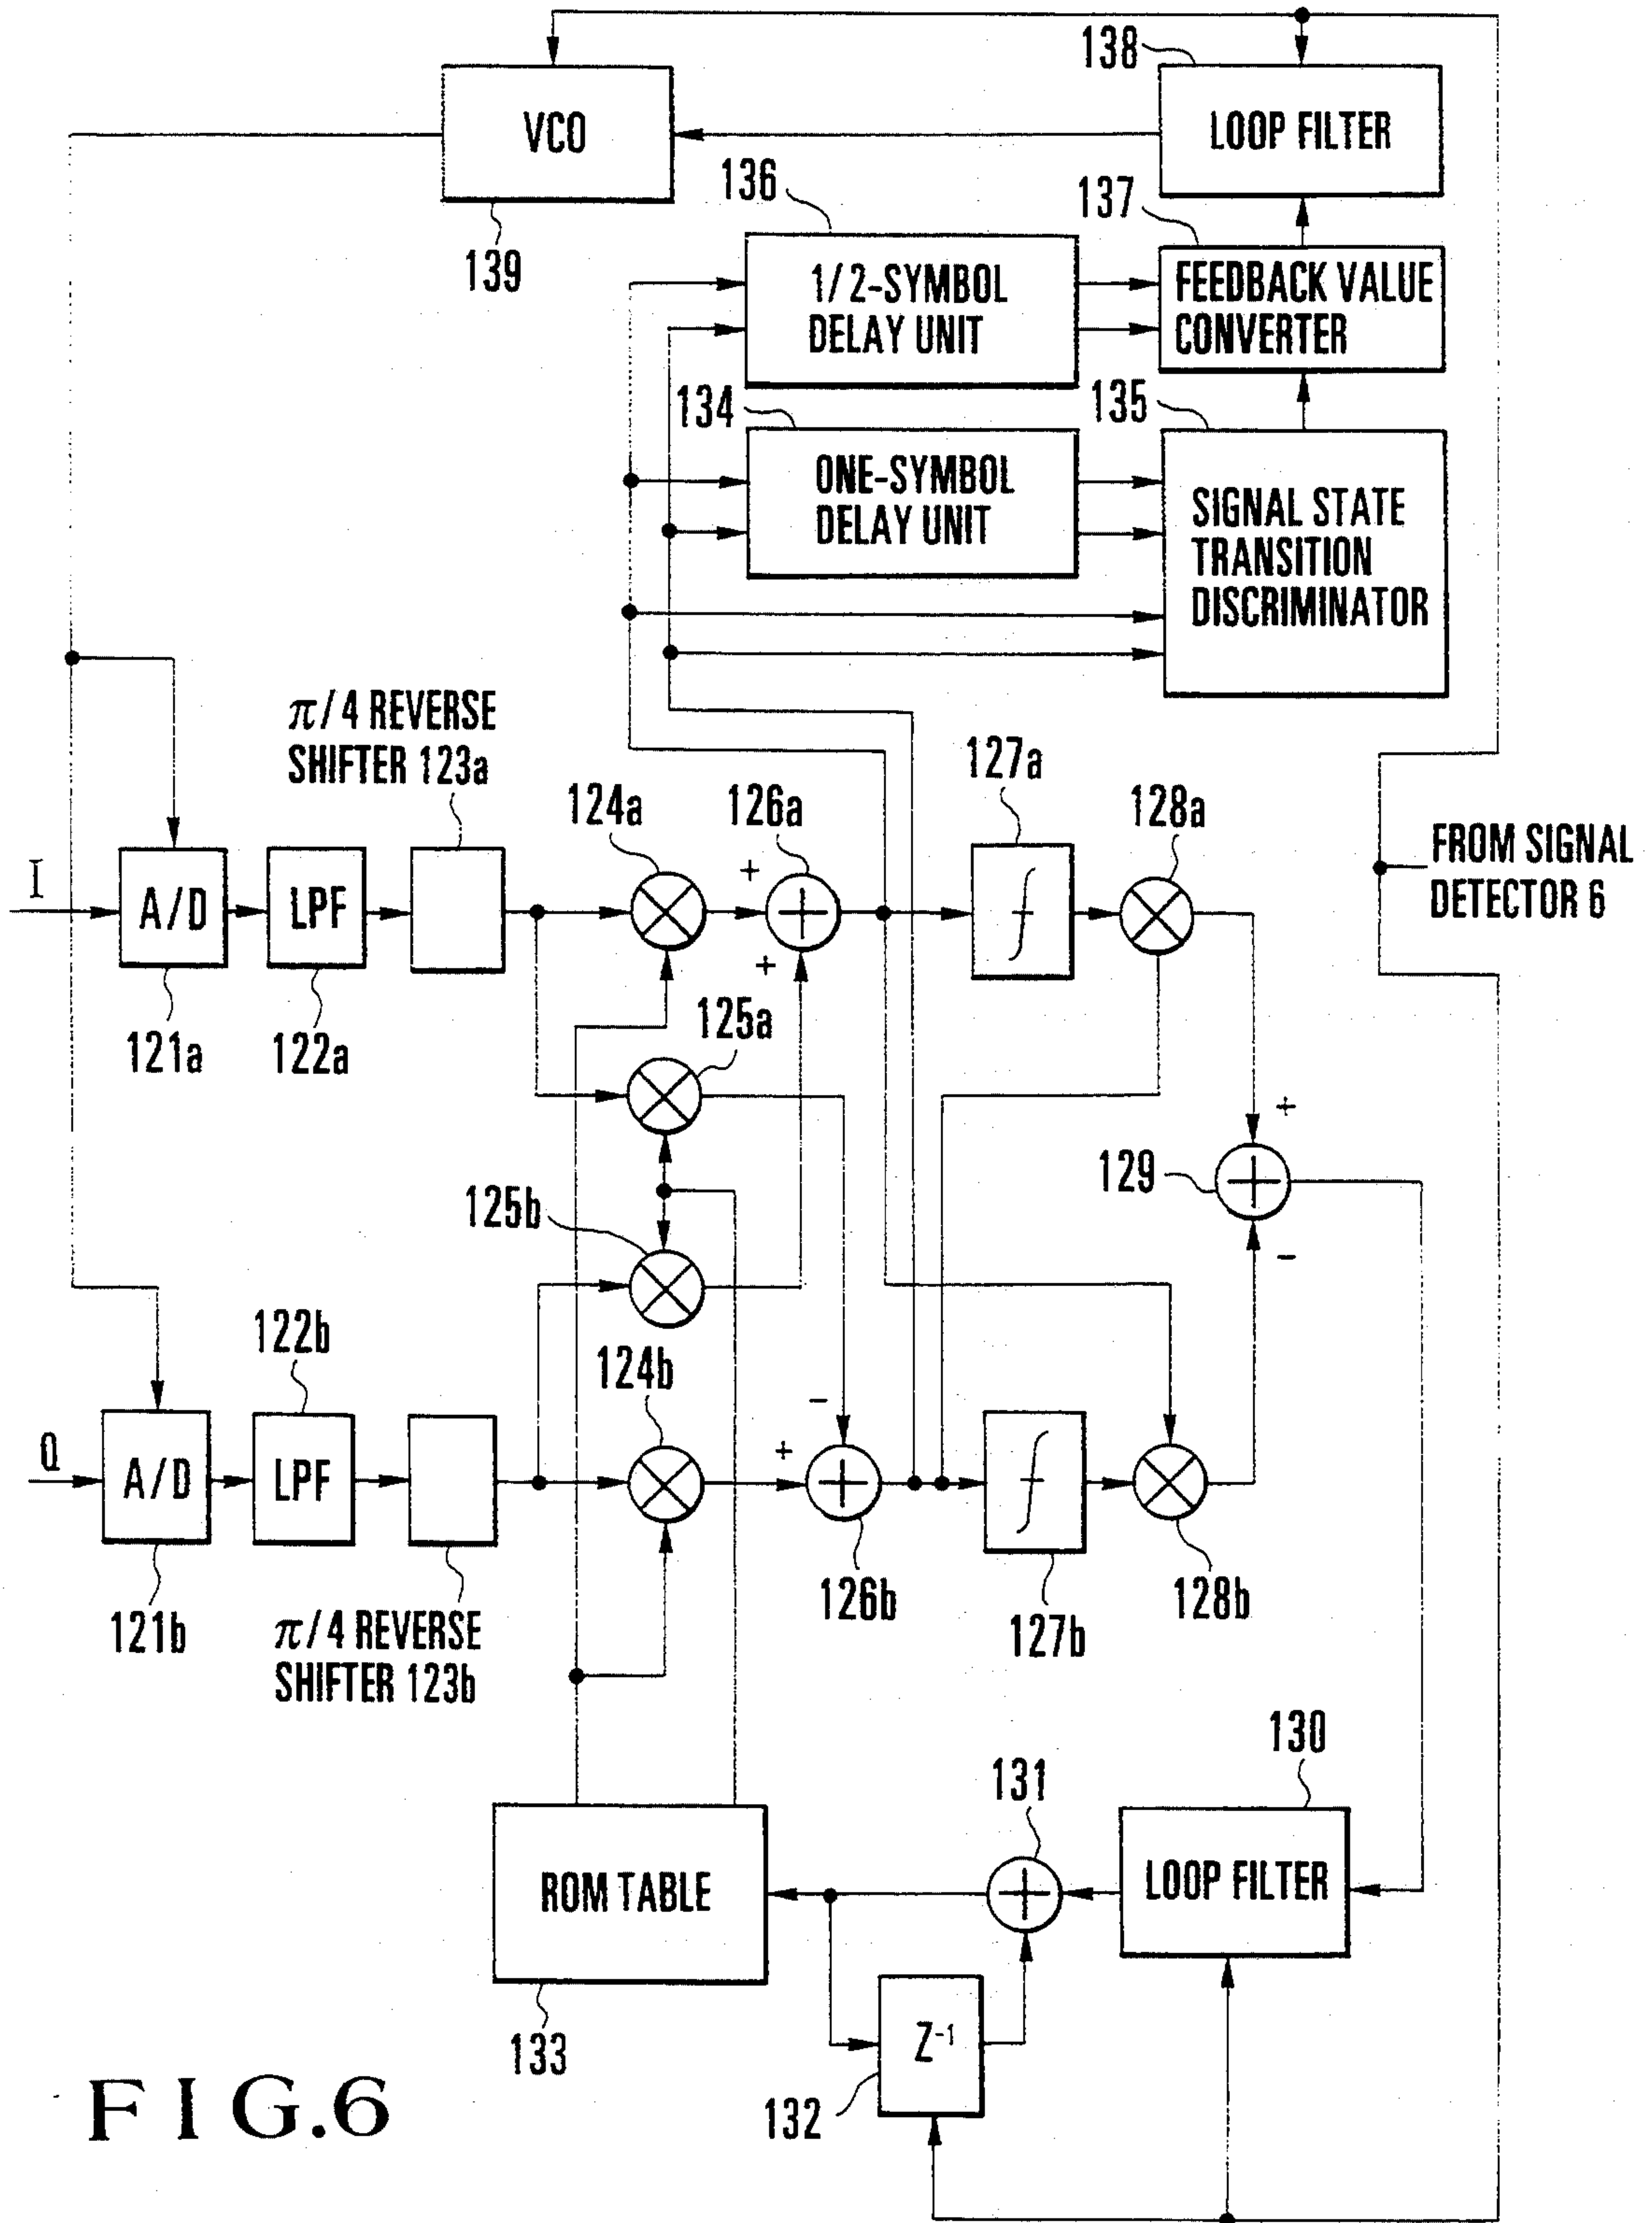 138
VCO
LOOP FILTER
136
137
139
1/2-SYMBOL
DELAY UNIT
FEEDBACK VALUE
CONVERTER
134
135
ONE-SYMBOL
DELAY UNIT
SIGNAL STATE
TRANSITION
DISCRIMINATOR
π/4 REVERSE
SHIFTER 123a
127a
124a
126a
128a
FROM SIGNAL
DETECTOR 6
I
A/D
LPF
+
+
∫
121a
122a
125a
+
129
−
125b
122b
124b
−
+
Q
A/D
LPF
∫
121b
π/4 REVERSE
SHIFTER 123b
126b
127b
128b
130
131
ROM TABLE
LOOP FILTER
133
Z-1
132
FIG.6